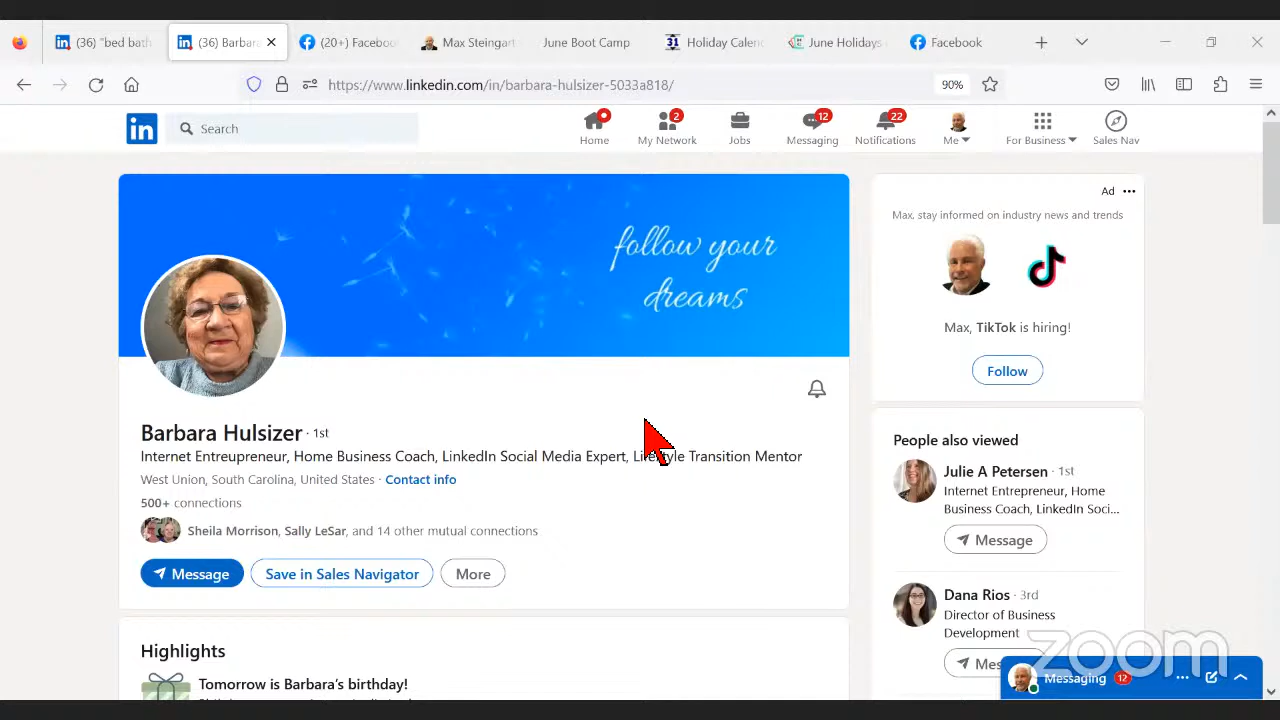 (36) "bed bath
(36) Barbara
(20+) Facebook
Max Steingart
June Boot Camp
31
Holiday Calen
June Holidays
Facebook
https://www.linkedin.com/in/barbara-hulsizer-5033a818/
90%
in
Search
2
12
22
Home
My Network
Jobs
Messaging
Notifications
Me
For Business
Sales Nav
follow your
dreams
Ad
Max, stay informed on industry news and trends
Max, TikTok is hiring!
Follow
Barbara Hulsizer · 1st
Internet Entreupreneur, Home Business Coach, LinkedIn Social Media Expert, Lifestyle Transition Mentor
West Union, South Carolina, United States · Contact info
500+ connections
Sheila Morrison, Sally LeSar, and 14 other mutual connections
Message
Save in Sales Navigator
More
People also viewed
Julie A Petersen · 1st
Internet Entrepreneur, Home
Business Coach, LinkedIn Soci...
Message
Dana Rios · 3rd
Director of Business
Development
Mes
Highlights
Tomorrow is Barbara's birthday!
zoom
Messaging 12